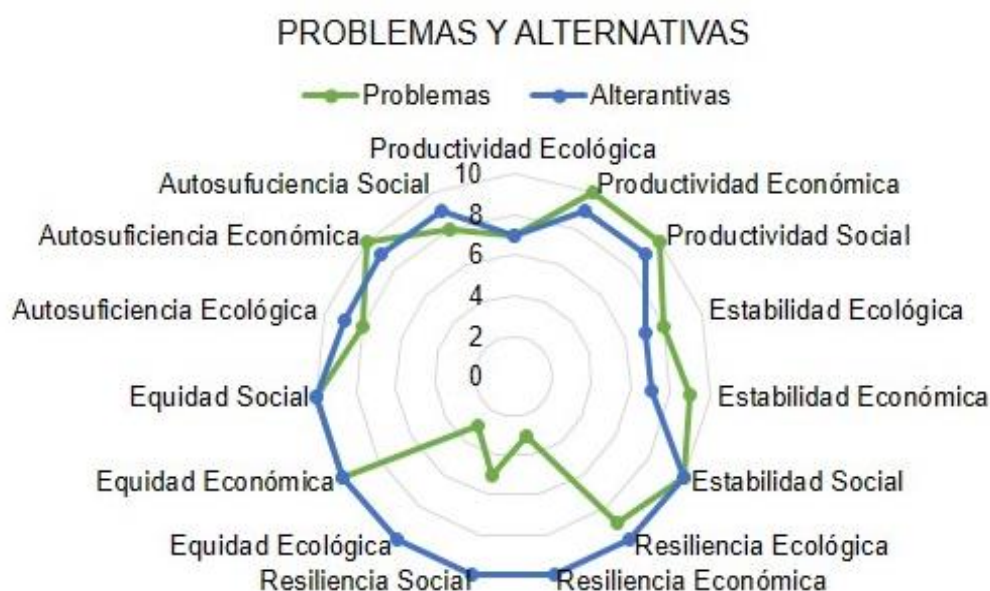 PROBLEMAS Y ALTERNATIVAS
Problemas Alterantivas
Productividad Ecológica
10
Autosufuciencia Social Productividad Económica
8
Autosuficiencia Económica Productividad Social
6
4
Autosuficiencia Ecológica Estabilidad Ecológica
2
0
Equidad Social Estabilidad Económica
Equidad Económica Estabilidad Social
Equidad Ecológica Resiliencia Ecológica
Resiliencia Social Resiliencia Económica